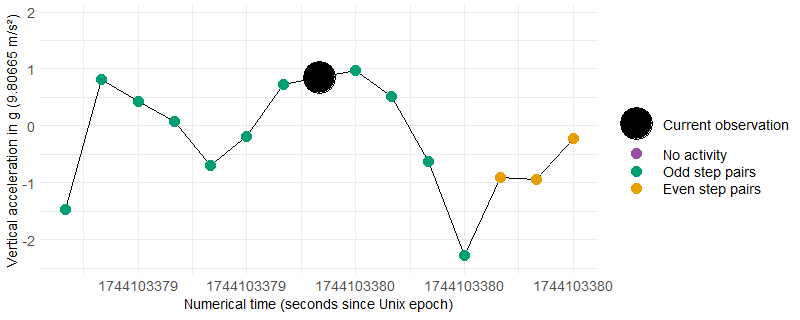 Vertical acceleration in g (9.80665 m/s²)
2
1
0
-1
-2
1744103379 1744103379 1744103380 1744103380 1744103380
Numerical time (seconds since Unix epoch)
Current observation
No activity
Odd step pairs
Even step pairs